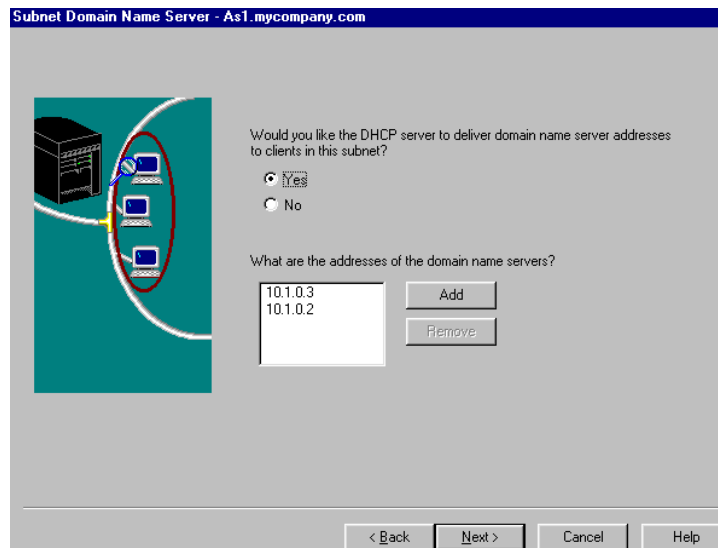 Subnet Domain Name Server - As1.mycompany.com
Would you like the DHCP server to deliver domain name server addresses
to clients in this subnet?
Yes
No
What are the addresses of the domain name servers?
10.1.0.3
10.1.0.2
Add
Remove
< Back
Next >
Cancel
Help